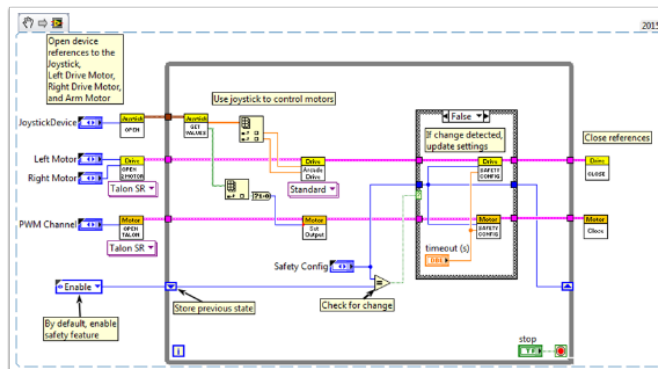 2015
Open device
references to the
Joystick,
Left Drive Motor,
Right Drive Motor,
and Arm Motor
Use joystick to control motors
False
JoystickDevice
Joystick
OPEN
Joystick
GET
VALUES
If change detected,
update settings
Close references
Left Motor
Right Motor
Drive
OPEN
2 MOTOR
Talon SR
Drive
Arcade
Drive
Standard
Drive
SAFETY
CONFIG
Drive
CLOSE
?1:0
PWM Channel
Motor
OPEN
TALON
Talon SR
Motor
Set
Output
Motor
SAFETY
CONFIG
Motor
Close
timeout (s)
DBL
Safety Config
Enable
=
Store previous state
Check for change
By default, enable
safety feature
i
stop
TF